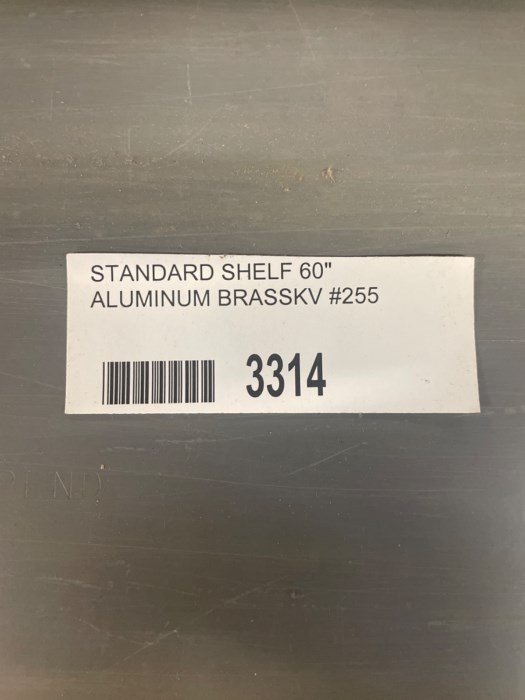 STANDARD SHELF 60"
ALUMINUM BRASSKV #255
3314